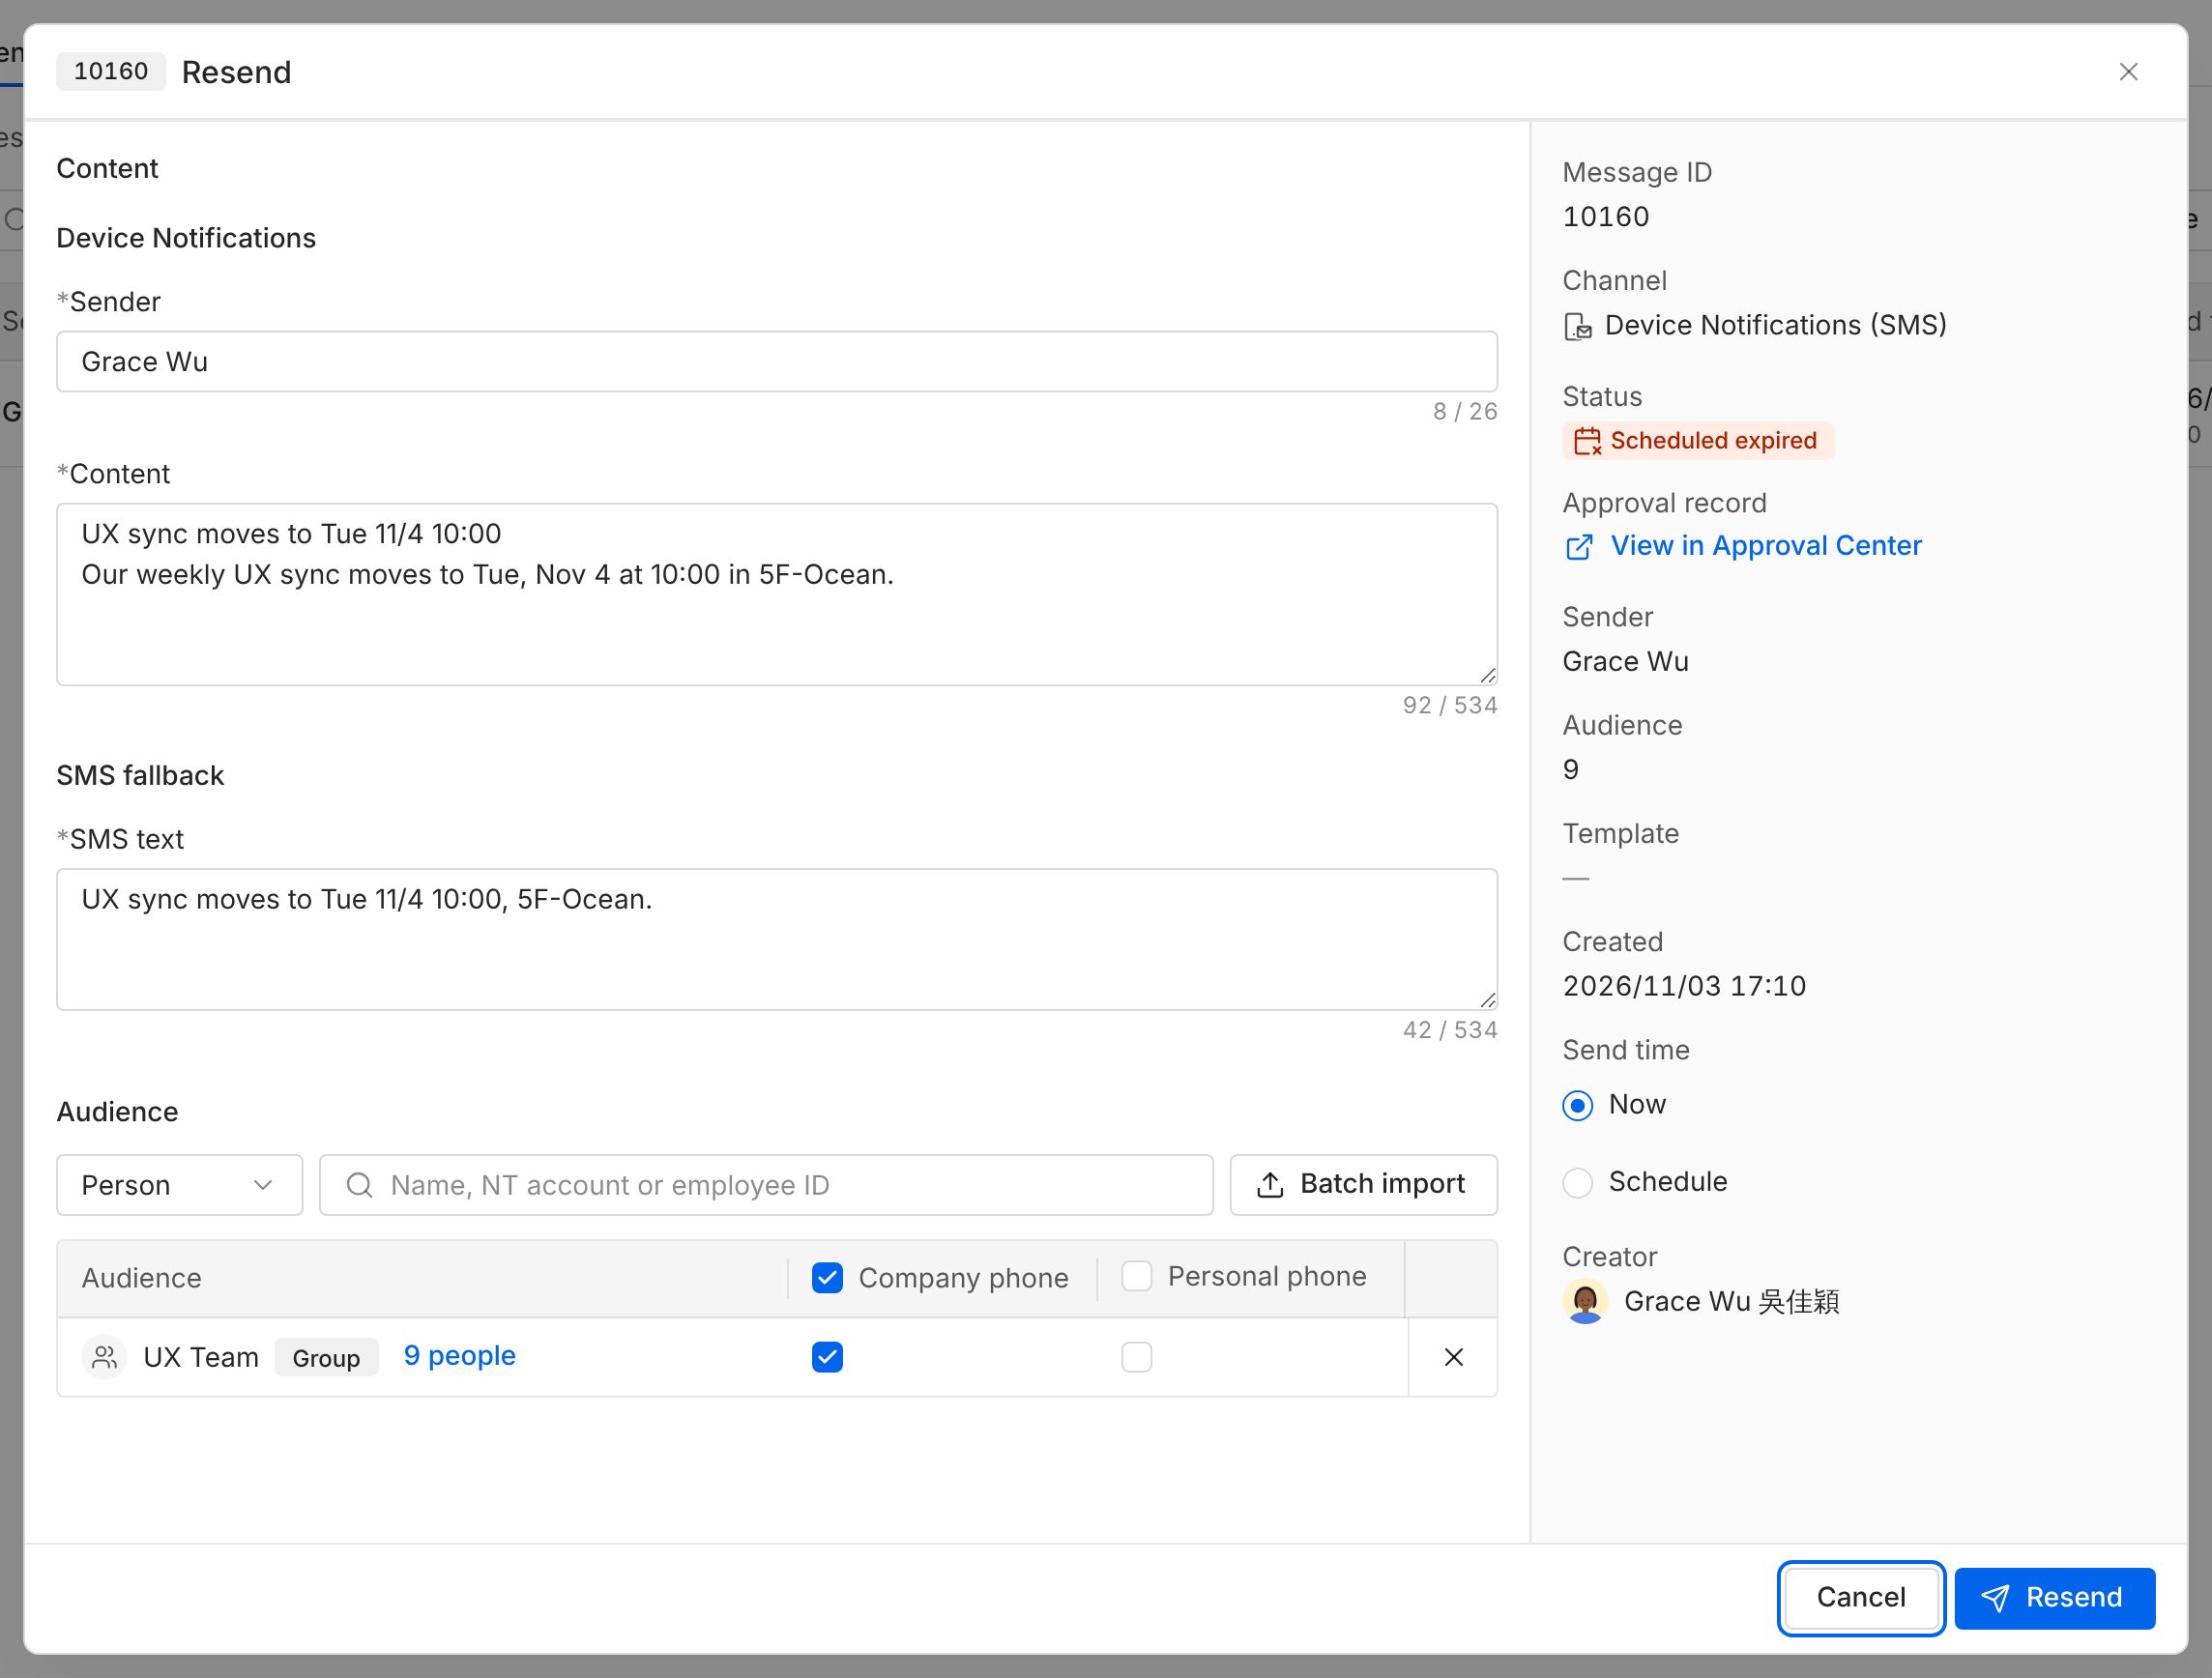 10160 Resend
Content
Device Notifications
*Sender
Grace Wu
8 / 26
*Content
UX sync moves to Tue 11/4 10:00
Our weekly UX sync moves to Tue, Nov 4 at 10:00 in 5F-Ocean.
92 / 534
SMS fallback
*SMS text
UX sync moves to Tue 11/4 10:00, 5F-Ocean.
42 / 534
Audience
Person
Name, NT account or employee ID
Batch import
Audience Company phone Personal phone
UX Team Group 9 people
Message ID
10160
Channel
Device Notifications (SMS)
Status
Scheduled expired
Approval record
View in Approval Center
Sender
Grace Wu
Audience
9
Template
—
Created
2026/11/03 17:10
Send time
Now
Schedule
Creator
Grace Wu 吳佳穎
Cancel Resend